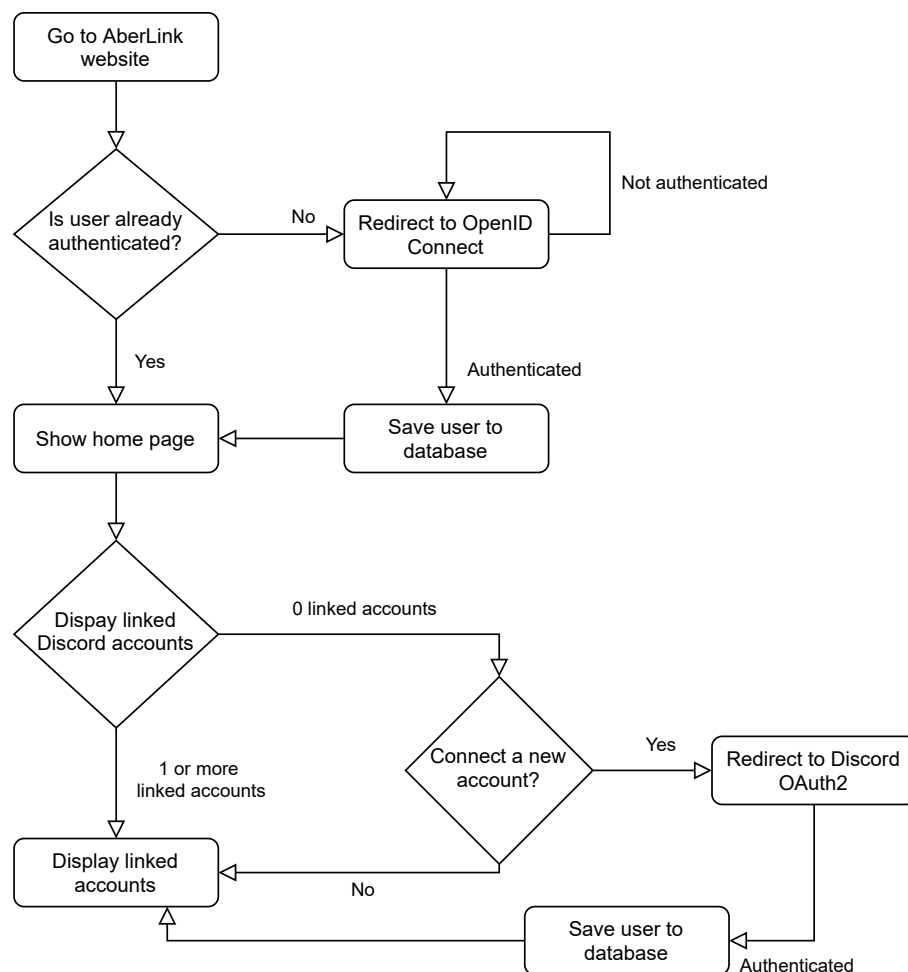 Go to AberLink
website
Is user already
authenticated?
No
Redirect to OpenID
Connect
Not authenticated
Yes
Authenticated
Show home page
Save user to
database
Dispay linked
Discord accounts
0 linked accounts
Connect a new
account?
Yes
Redirect to Discord
OAuth2
1 or more
linked accounts
Display linked
accounts
No
Save user to
database
Authenticated